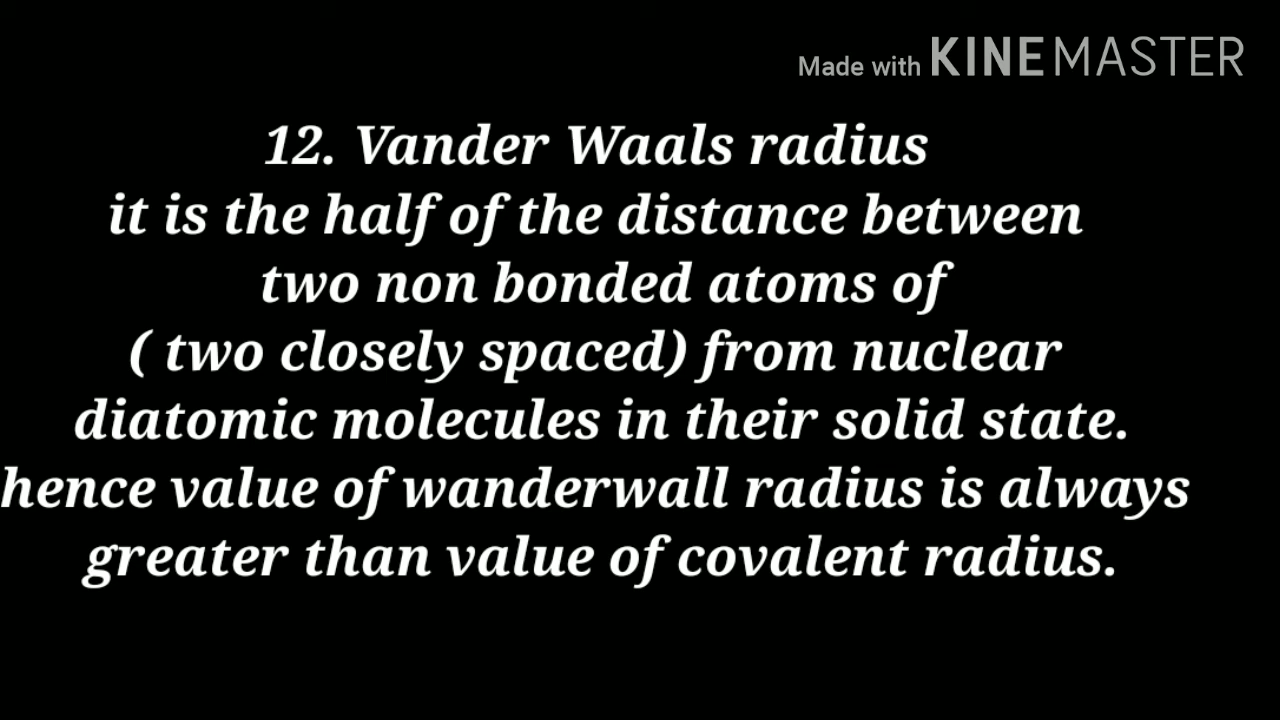 Made with KINEMASTER
12. Vander Waals radius
it is the half of the distance between
two non bonded atoms of
( two closely spaced) from nuclear
diatomic molecules in their solid state.
hence value of wanderwall radius is always
greater than value of covalent radius.